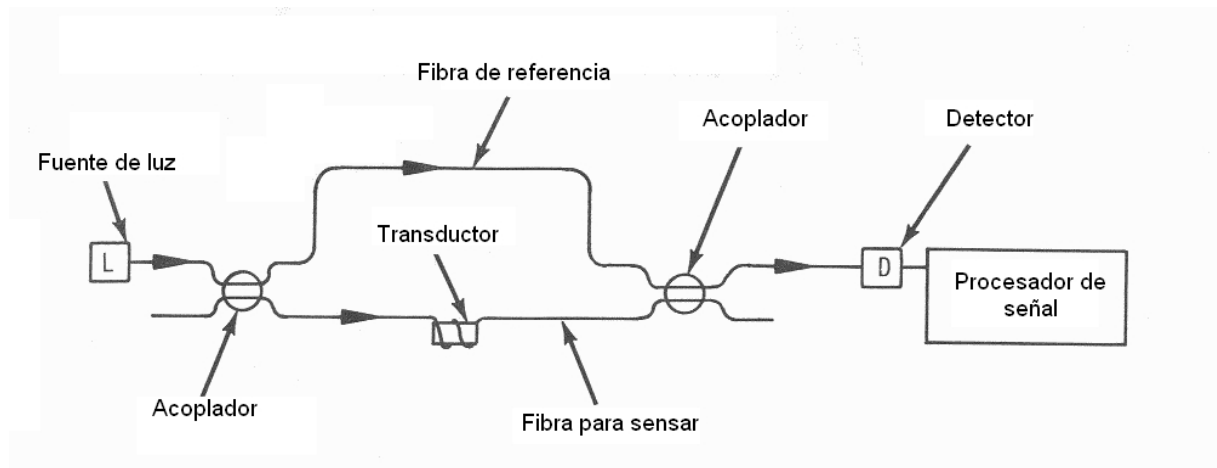 Fibra de referencia
Acoplador
Detector
Fuente de luz
Transductor
L
D
Procesador de
señal
Acoplador
Fibra para sensar